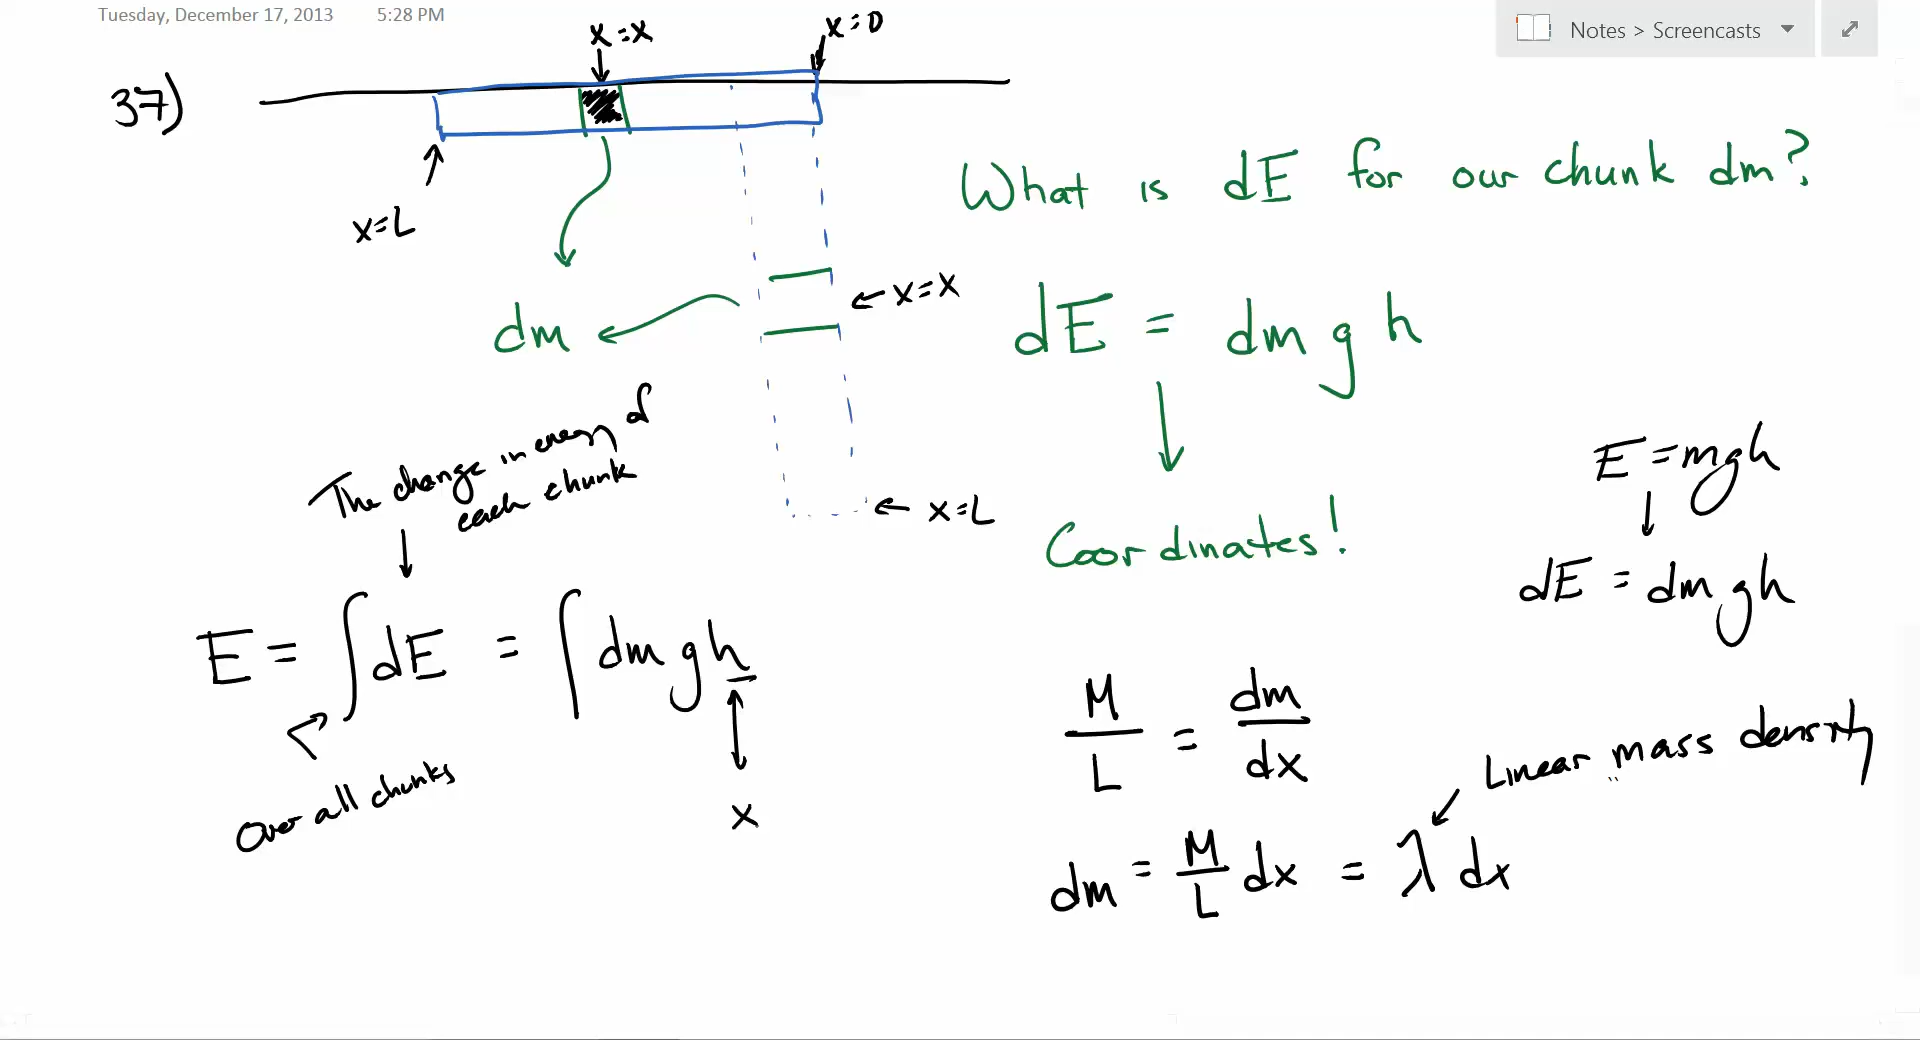 Tuesday, December 17, 2013 5:28 PM
Notes > Screencasts
37)
x=x
x=0
x=L
What is dE for our chunk dm?
x=x
dm
dE = dm g h
x=L
Coordinates!
The change in energy of
each chunk
E = ∫dE = ∫dm g h
x
Over all chunks
E = mgh
dE = dm gh
M/L = dm/dx
Linear mass density
dm = M/L dx = λ dx